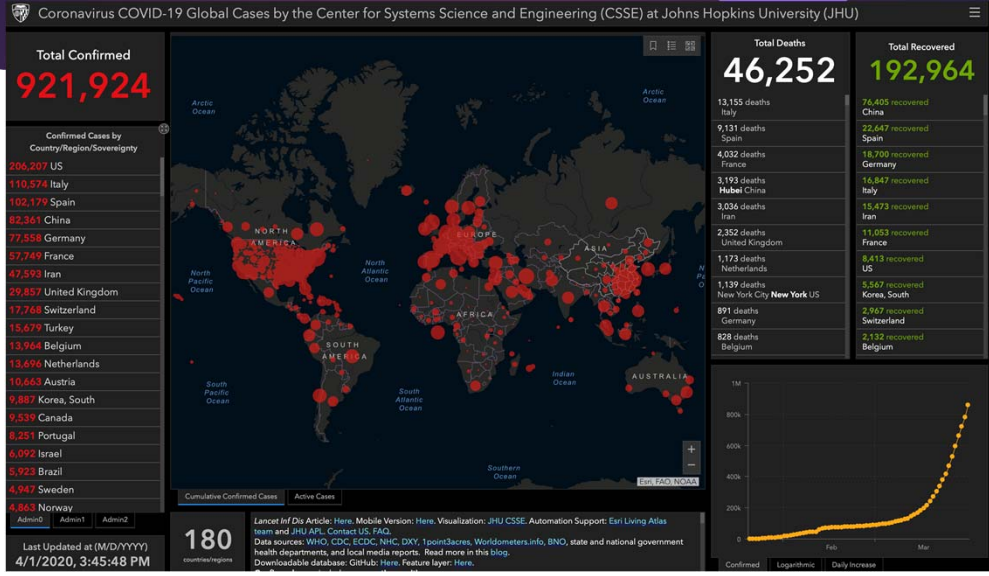 Coronavirus COVID-19 Global Cases by the Center for Systems Science and Engineering (CSSE) at Johns Hopkins University (JHU)
Total Confirmed
921,924
Confirmed Cases by
Country/Region/Sovereignty
206,207 US
110,574 Italy
102,179 Spain
82,361 China
77,558 Germany
57,749 France
47,593 Iran
29,857 United Kingdom
17,768 Switzerland
15,679 Turkey
13,964 Belgium
13,696 Netherlands
10,663 Austria
9,887 Korea, South
9,539 Canada
8,251 Portugal
6,092 Israel
5,923 Brazil
4,947 Sweden
4,863 Norway
Admin0 Admin1 Admin2
Last Updated at (M/D/YYYY)
4/1/2020, 3:45:48 PM
Arctic
Ocean
Arctic
Ocean
NORTH
AMERICA
EUROPE
ASIA
North
Pacific
Ocean
North
Atlantic
Ocean
AFRICA
SOUTH
AMERICA
South
Pacific
Ocean
South
Atlantic
Ocean
Indian
Ocean
AUSTRALIA
Southern
Ocean
+
−
Esri, FAO, NOAA
Cumulative Confirmed Cases Active Cases
180
countries/regions
Lancet Inf Dis Article: Here. Mobile Version: Here. Visualization: JHU CSSE. Automation Support: Esri Living Atlas
team and JHU APL. Contact US. FAQ.
Data sources: WHO, CDC, ECDC, NHC, DXY, 1point3acres, Worldometers.info, BNO, state and national government
health departments, and local media reports. Read more in this blog.
Downloadable database: GitHub: Here. Feature layer: Here.
Total Deaths
46,252
13,155 deaths
Italy
9,131 deaths
Spain
4,032 deaths
France
3,193 deaths
Hubei China
3,036 deaths
Iran
2,352 deaths
United Kingdom
1,173 deaths
Netherlands
1,139 deaths
New York City New York US
891 deaths
Germany
828 deaths
Belgium
Total Recovered
192,964
76,405 recovered
China
22,647 recovered
Spain
18,700 recovered
Germany
16,847 recovered
Italy
15,473 recovered
Iran
11,053 recovered
France
8,413 recovered
US
5,567 recovered
Korea, South
2,967 recovered
Switzerland
2,132 recovered
Belgium
1M
800k
600k
400k
200k
0
Feb Mar
Confirmed Logarithmic Daily Increase